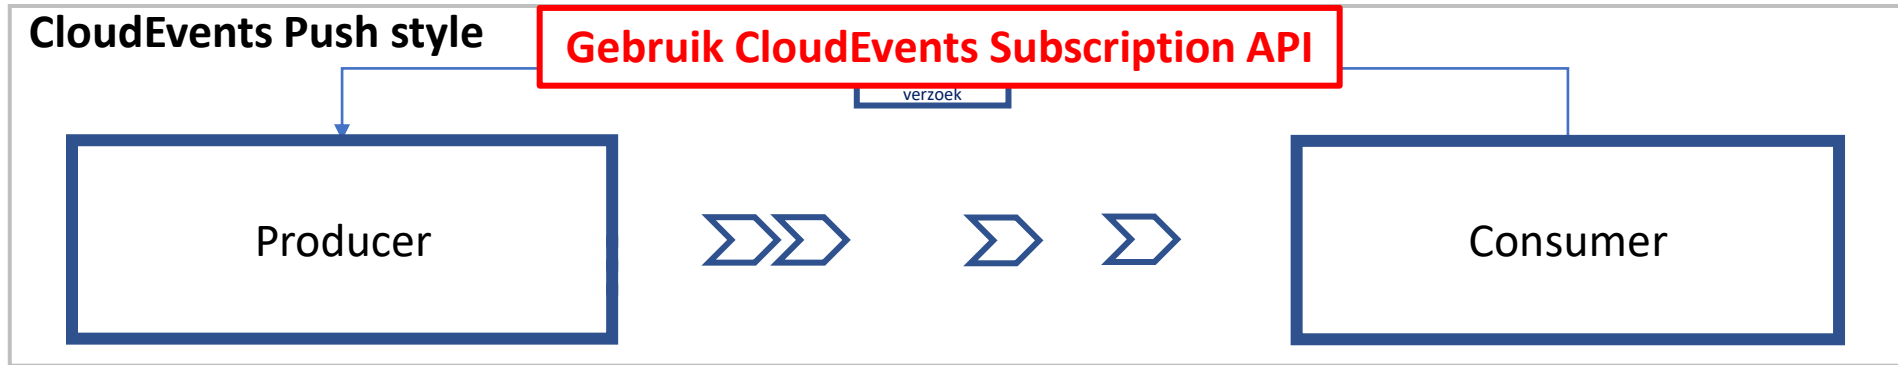 CloudEvents Push style
Gebruik CloudEvents Subscription API
verzoek
Producer
Consumer